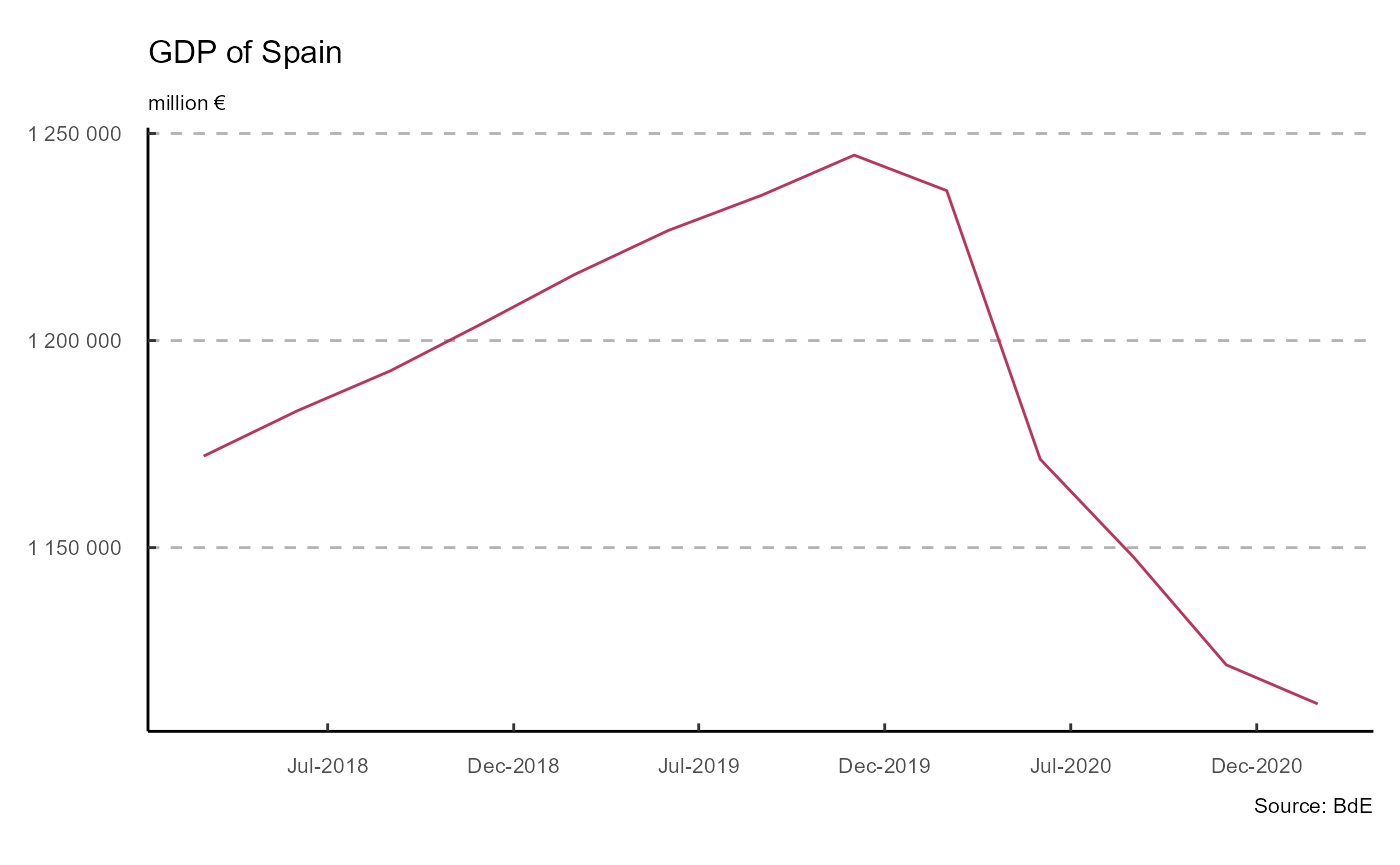 GDP of Spain
million €
1 250 000
1 200 000
1 150 000
Jul-2018 Dec-2018 Jul-2019 Dec-2019 Jul-2020 Dec-2020
Source: BdE